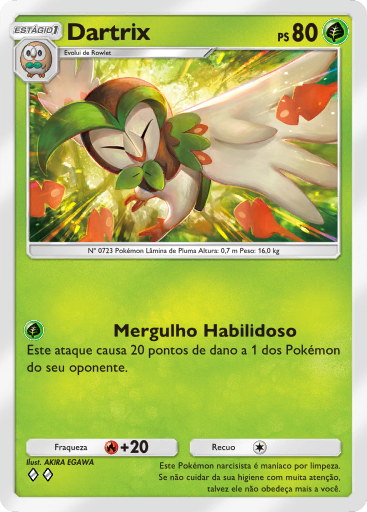 ESTÁGIO 1
Dartrix
PS 80
Evolui de Rowlet
Nº 0723 Pokémon Lâmina de Pluma Altura: 0,7 m Peso: 16,0 kg
Mergulho Habilidoso
Este ataque causa 20 pontos de dano a 1 dos Pokémon
do seu oponente.
Fraqueza +20
Recuo
Ilust. AKIRA EGAWA
Este Pokémon narcisista é maníaco por limpeza.
Se não cuidar da sua higiene com muita atenção,
talvez ele não obedeça mais a você.